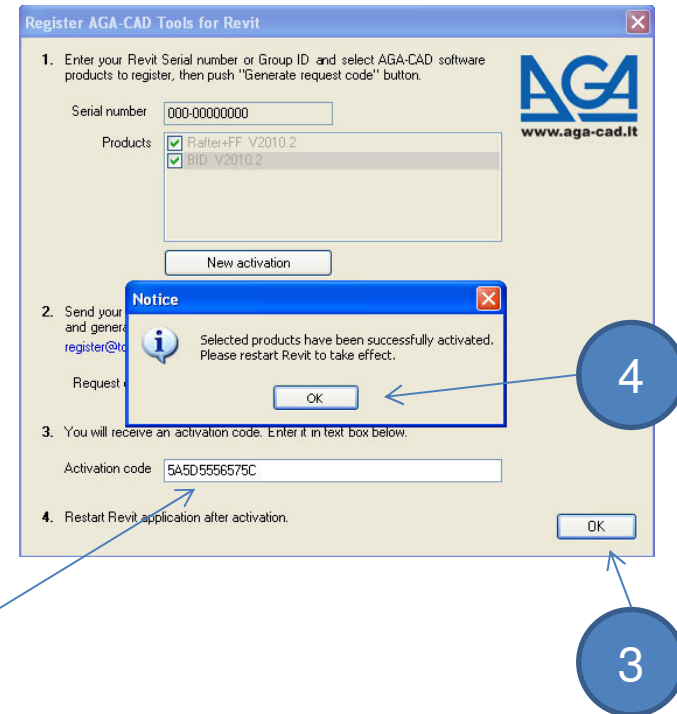 Register AGA-CAD Tools for Revit
1. Enter your Revit Serial number or Group ID and select AGA-CAD software
products to register, then push "Generate request code" button.
AGA
www.aga-cad.lt
Serial number 000-00000000
Products Rafter+FF V2010.2
BID V2010.2
New activation
2. Send your
and genera
register@to
Request
Notice
Selected products have been successfully activated.
Please restart Revit to take effect.
OK
4
3. You will receive an activation code. Enter it in text box below.
Activation code 5A5D5556575C
4. Restart Revit application after activation.
OK
3